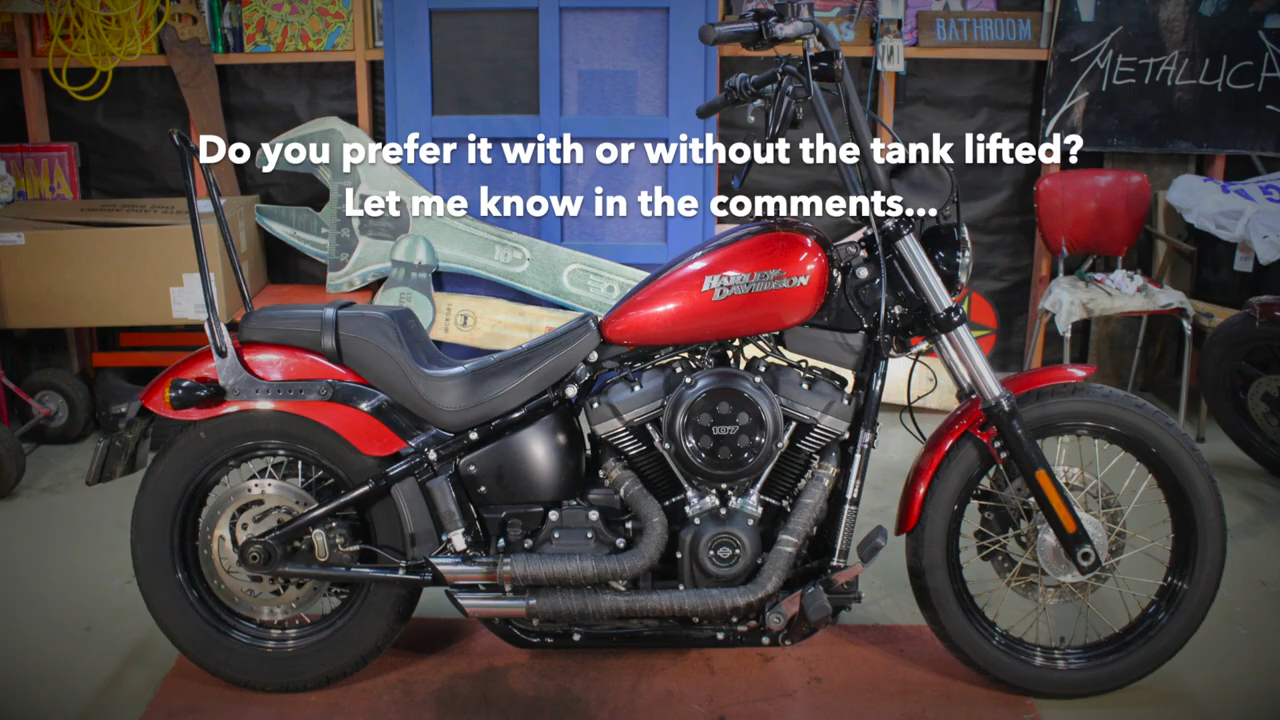 BATHROOM
METALLICA
Do you prefer it with or without the tank lifted?
Let me know in the comments...
HARLEY-DAVIDSON
107